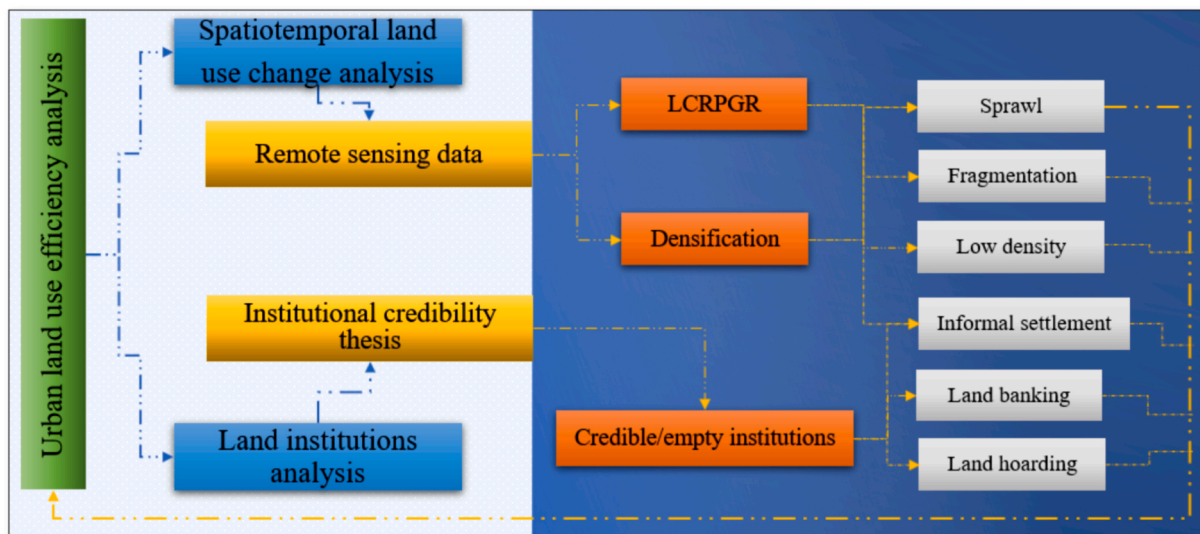 Urban land use efficiency analysis
Spatiotemporal land
use change analysis
Remote sensing data
Institutional credibility
thesis
Land institutions
analysis
LCRPGR
Densification
Credible/empty institutions
Sprawl
Fragmentation
Low density
Informal settlement
Land banking
Land hoarding